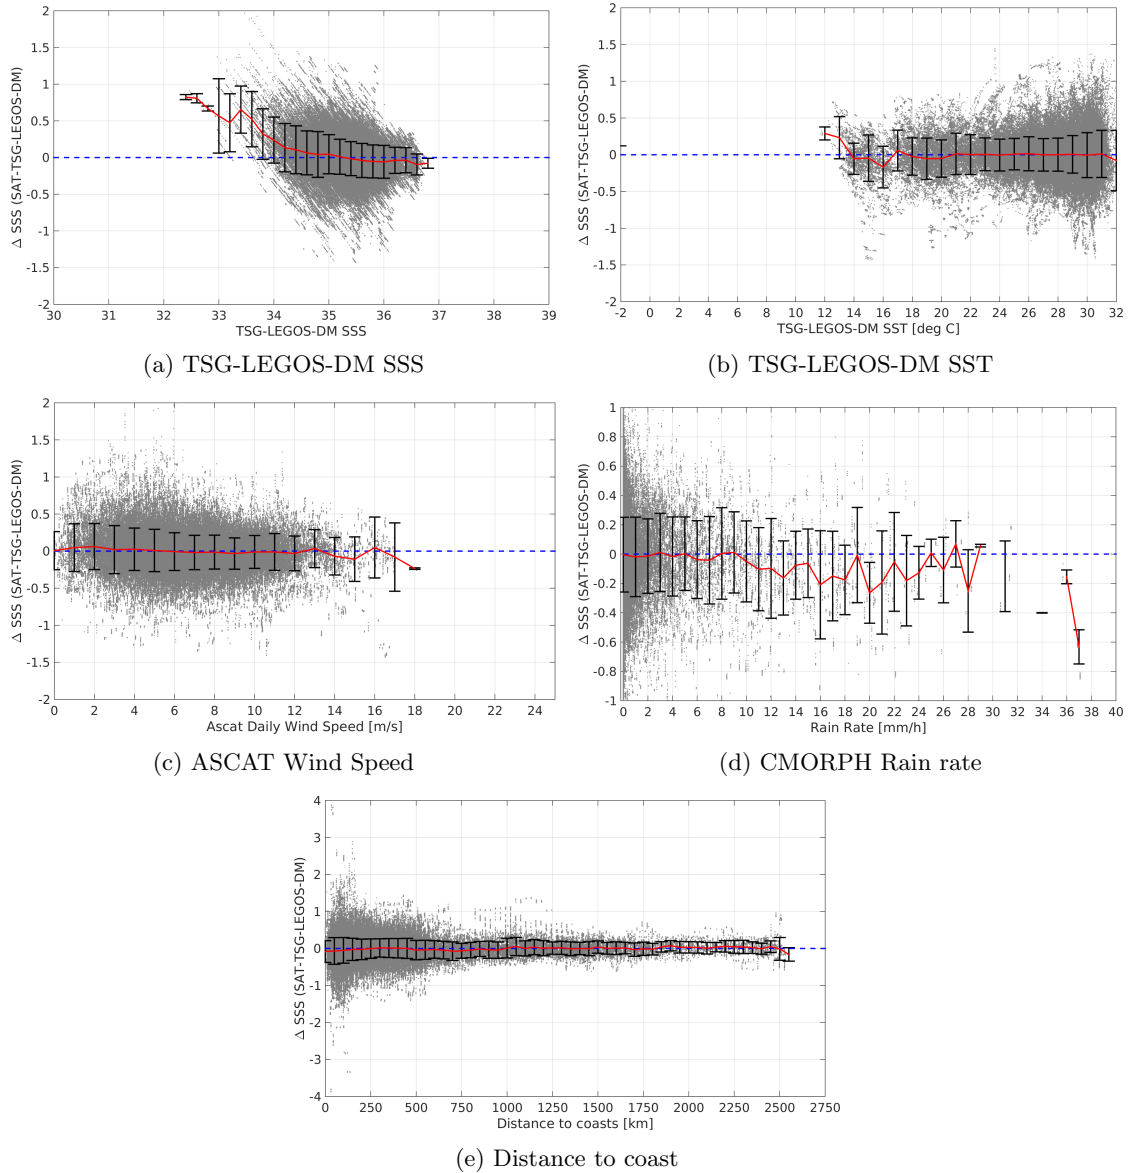 2
1.5
1
0.5
0
-0.5
-1
-1.5
-2
Δ SSS (SAT-TSG-LEGOS-DM)
30 31 32 33 34 35 36 37 38 39
TSG-LEGOS-DM SSS
(a) TSG-LEGOS-DM SSS
2
1.5
1
0.5
0
-0.5
-1
-1.5
-2
Δ SSS (SAT-TSG-LEGOS-DM)
-2 0 2 4 6 8 10 12 14 16 18 20 22 24 26 28 30 32
TSG-LEGOS-DM SST [deg C]
(b) TSG-LEGOS-DM SST
2
1.5
1
0.5
0
-0.5
-1
-1.5
-2
Δ SSS (SAT-TSG-LEGOS-DM)
0 2 4 6 8 10 12 14 16 18 20 22 24
Ascat Daily Wind Speed [m/s]
(c) ASCAT Wind Speed
1
0.8
0.6
0.4
0.2
0
-0.2
-0.4
-0.6
-0.8
-1
Δ SSS (SAT-TSG-LEGOS-DM)
0 2 4 6 8 10 12 14 16 18 20 22 24 26 28 30 32 34 36 38 40
Rain Rate [mm/h]
(d) CMORPH Rain rate
4
3
2
1
0
-1
-2
-3
-4
Δ SSS (SAT-TSG-LEGOS-DM)
0 250 500 750 1000 1250 1500 1750 2000 2250 2500 2750
Distance to coasts [km]
(e) Distance to coast